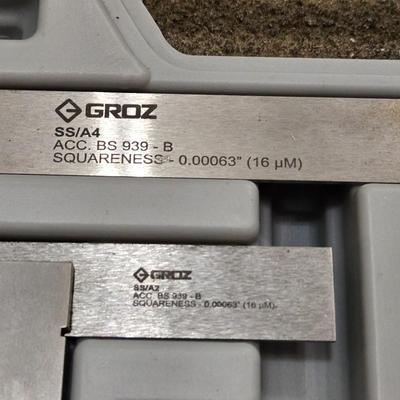 GROZ
SS/A4
ACC. BS 939 - B
SQUARENESS - 0.00063" (16 µM)
GROZ
SS/A2
ACC. BS 939 - B
SQUARENESS - 0.00063" (16 µM)